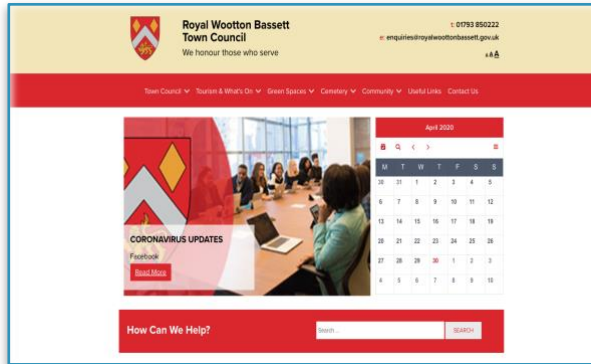 Royal Wootton Bassett
Town Council
We honour those who serve
t: 01793 850222
e: enquiries@royalwoottonbassett.gov.uk
A A A
Town Council Tourism & What's On Green Spaces Cemetery Community Useful Links Contact Us
CORONAVIRUS UPDATES
Facebook
Read More
April 2020
M T W T F S S
30 31 1 2 3 4 5
6 7 8 9 10 11 12
13 14 15 16 17 18 19
20 21 22 23 24 25 26
27 28 29 30 1 2 3
4 5 6 7 8 9 10
How Can We Help?
Search ...
SEARCH